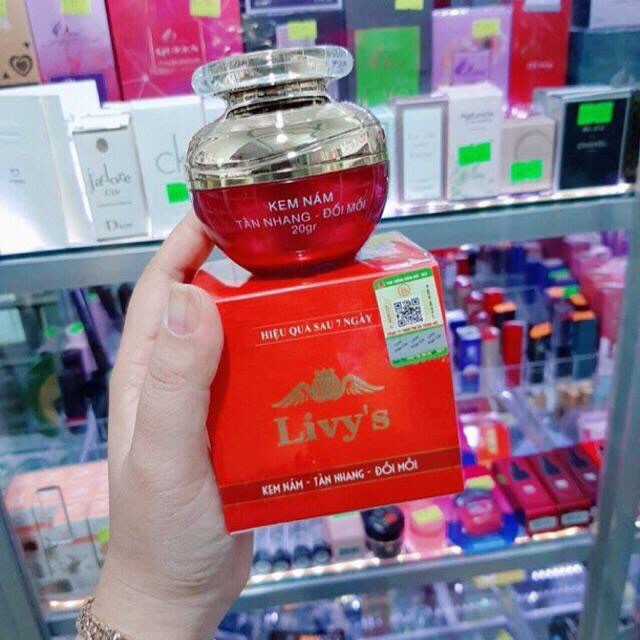 KEM NÁM
TÀN NHANG - ĐỒI MỒI
20gr
HIỆU QUẢ SAU 7 NGÀY
Livy's
KEM NÁM - TÀN NHANG - ĐỒI MỒI
j'adore
Dior
ck